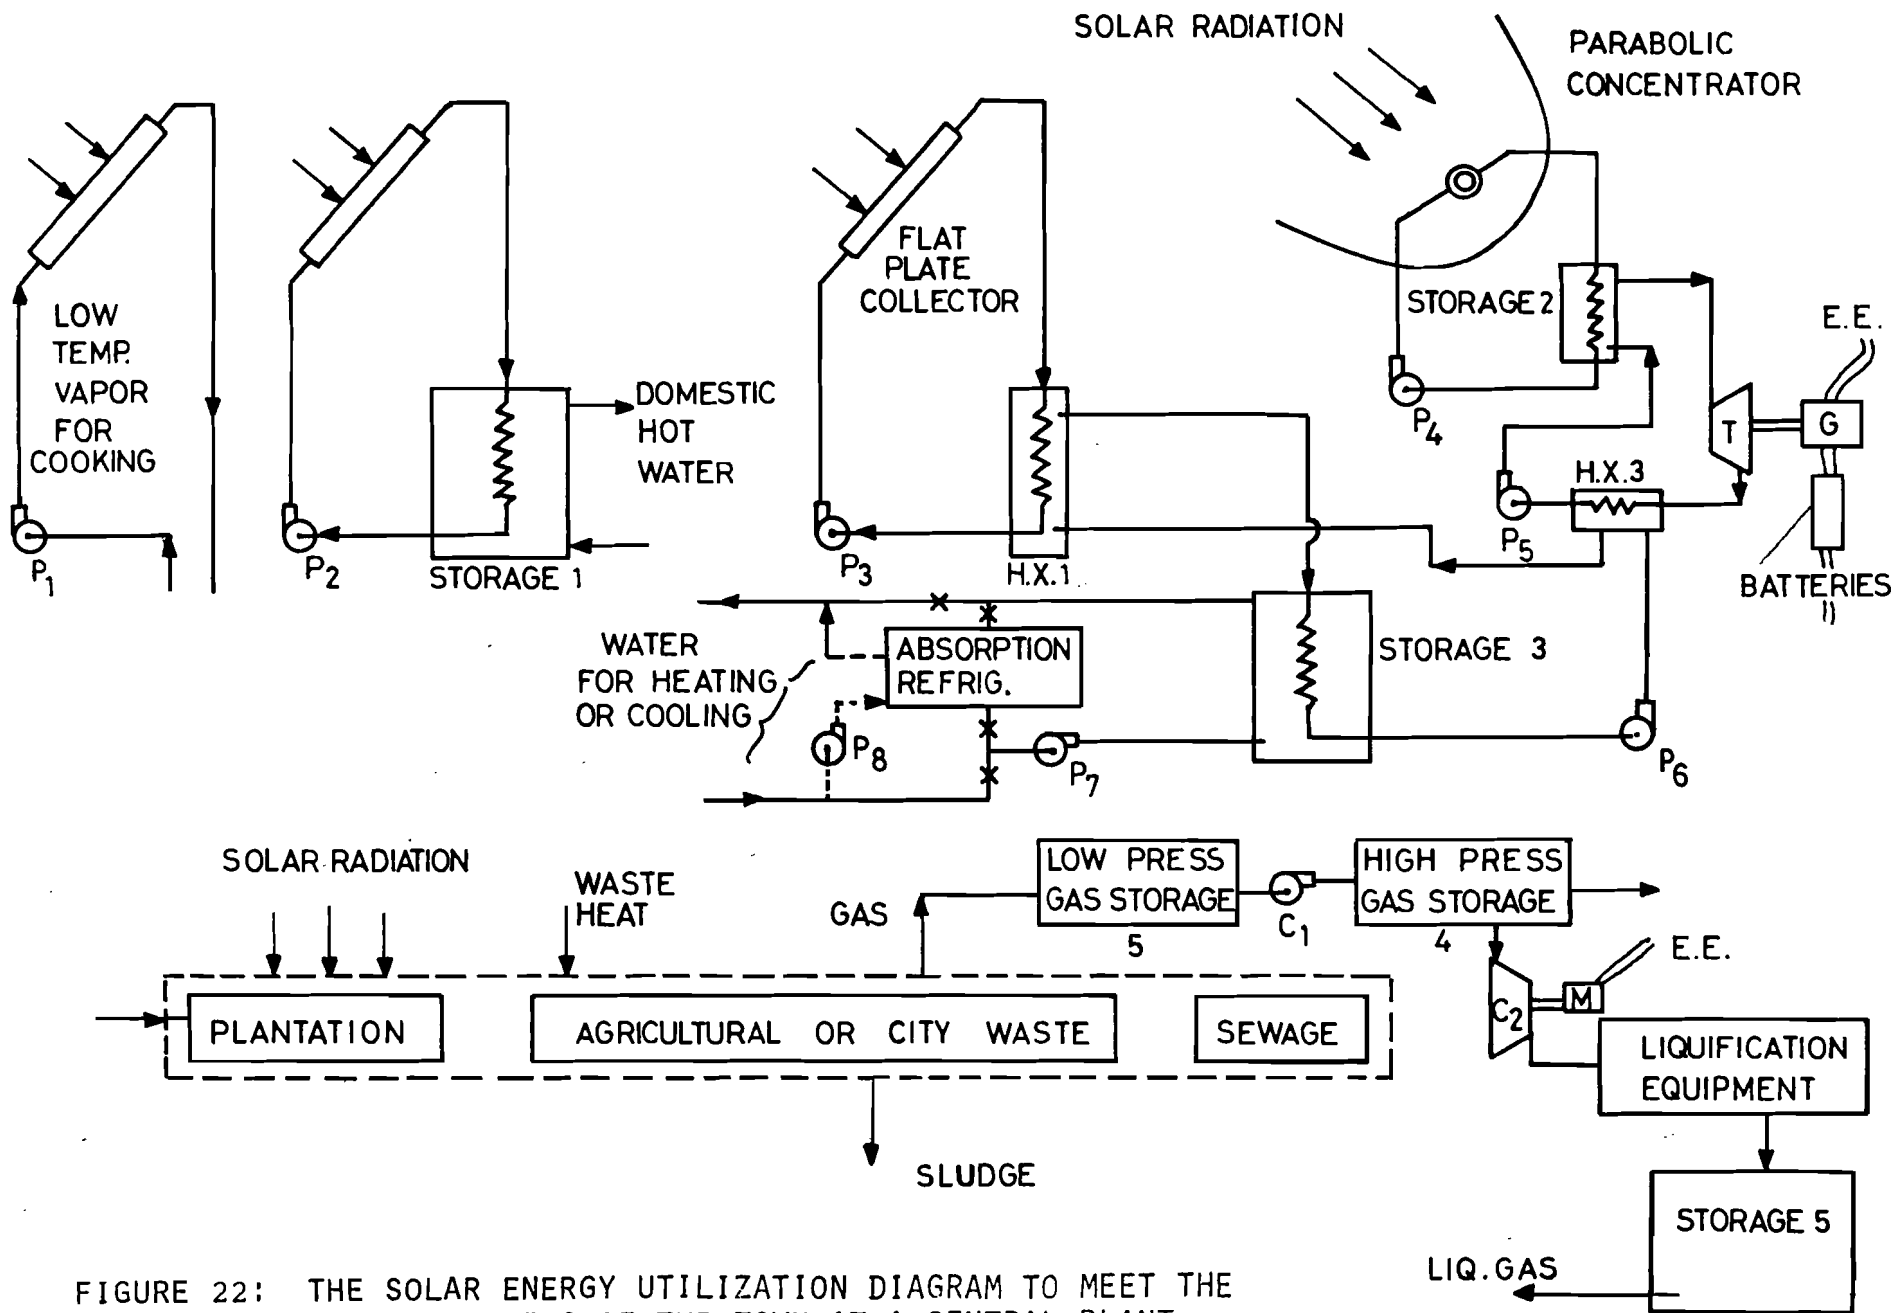 SOLAR RADIATION
PARABOLIC
CONCENTRATOR
LOW
TEMP.
VAPOR
FOR
COOKING
P1
P2
STORAGE 1
DOMESTIC
HOT
WATER
FLAT
PLATE
COLLECTOR
P3
H.X.1
STORAGE 2
P4
E.E.
T
G
H.X.3
P5
BATTERIES
WATER
FOR HEATING
OR COOLING
ABSORPTION
REFRIG.
P8
P7
STORAGE 3
P6
SOLAR RADIATION
WASTE
HEAT
GAS
LOW PRESS
GAS STORAGE
5
C1
HIGH PRESS
GAS STORAGE
4
E.E.
M
C2
PLANTATION
AGRICULTURAL OR CITY WASTE
SEWAGE
LIQUIFICATION
EQUIPMENT
SLUDGE
STORAGE 5
LIQ. GAS
FIGURE 22: THE SOLAR ENERGY UTILIZATION DIAGRAM TO MEET THE